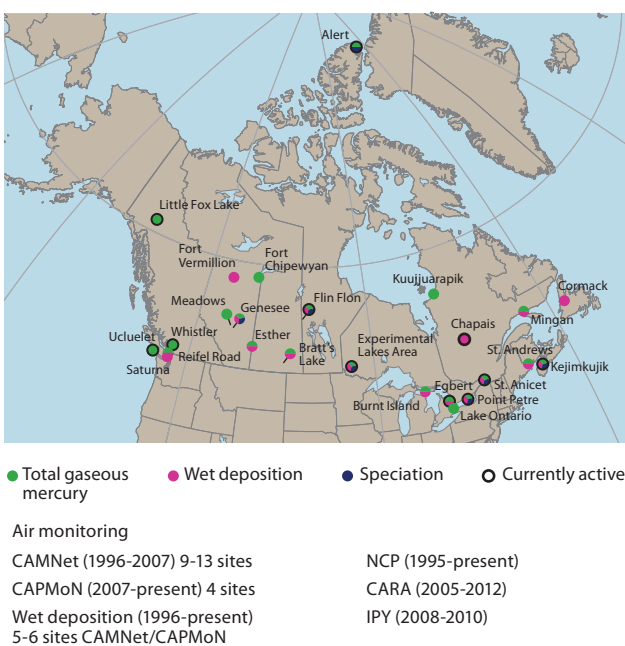 Alert
Little Fox Lake
Fort
Vermillion
Fort
Chipewyan
Kuujjuarapik
Cormack
Meadows
Genesee
Flin Flon
Mingan
Chapais
Ucluelet
Whistler
Esther
Experimental
Lakes Area
St. Andrews
Reifel Road
Bratt's
Lake
Kejimkujik
Saturna
Egbert
St. Anicet
Burnt Island
Point Petre
Lake Ontario
Total gaseous
mercury
Wet deposition
Speciation
Currently active
Air monitoring
CAMNet (1996-2007) 9-13 sites
CAPMoN (2007-present) 4 sites
Wet deposition (1996-present)
5-6 sites CAMNet/CAPMoN
NCP (1995-present)
CARA (2005-2012)
IPY (2008-2010)